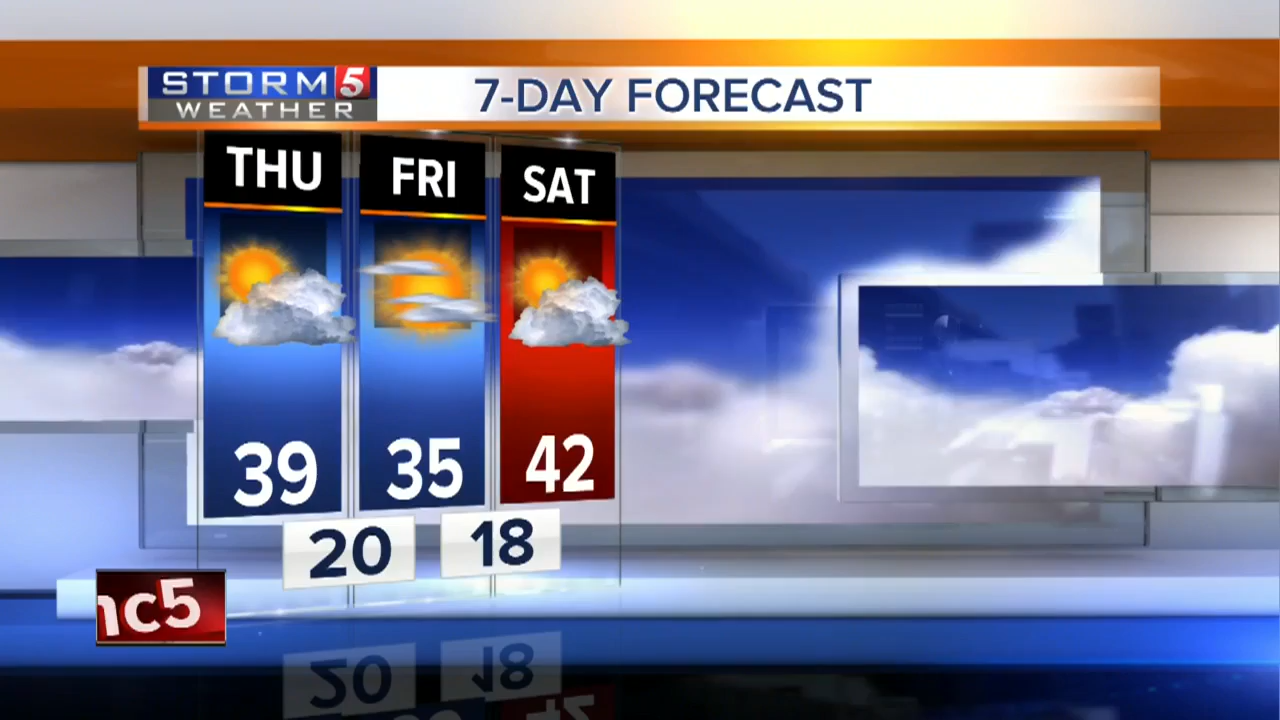 STORM 5
WEATHER
7-DAY FORECAST
THU
FRI
SAT
39
35
42
20
18
nc5